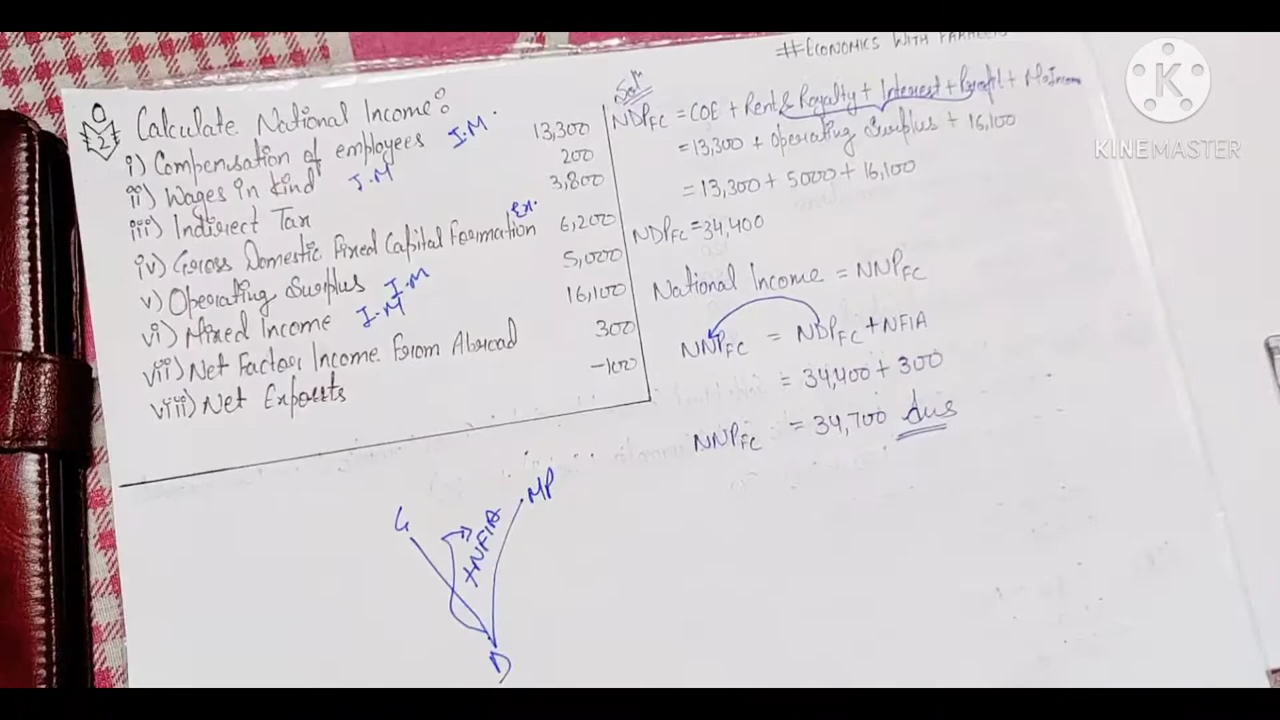 #ECONOMICS WITH
K
KINEMASTER
Q2
Calculate National Income:
i) Compensation of employees I.M. 13,300
ii) Wages in kind I.M 200
iii) Indirect Tax 3,800
iv) Gross Domestic Fixed Capital Formation Ex. 6,200
v) Operating Surplus I.M 5,000
vi) Mixed Income I.M 16,100
vii) Net Factor Income From Abroad 300
viii) Net Exports -100
Sol
NDPFC = COE + Rent & Royalty + Interest + Profit + M.Income
= 13,300 + Operating Surplus + 16,100
= 13,300 + 5000 + 16,100
NDPFC = 34,400
National Income = NNPFC
NNPFC = NDPFC + NFIA
= 34,400 + 300
NNPFC = 34,700 Ans
G
+NFIA
MP
D